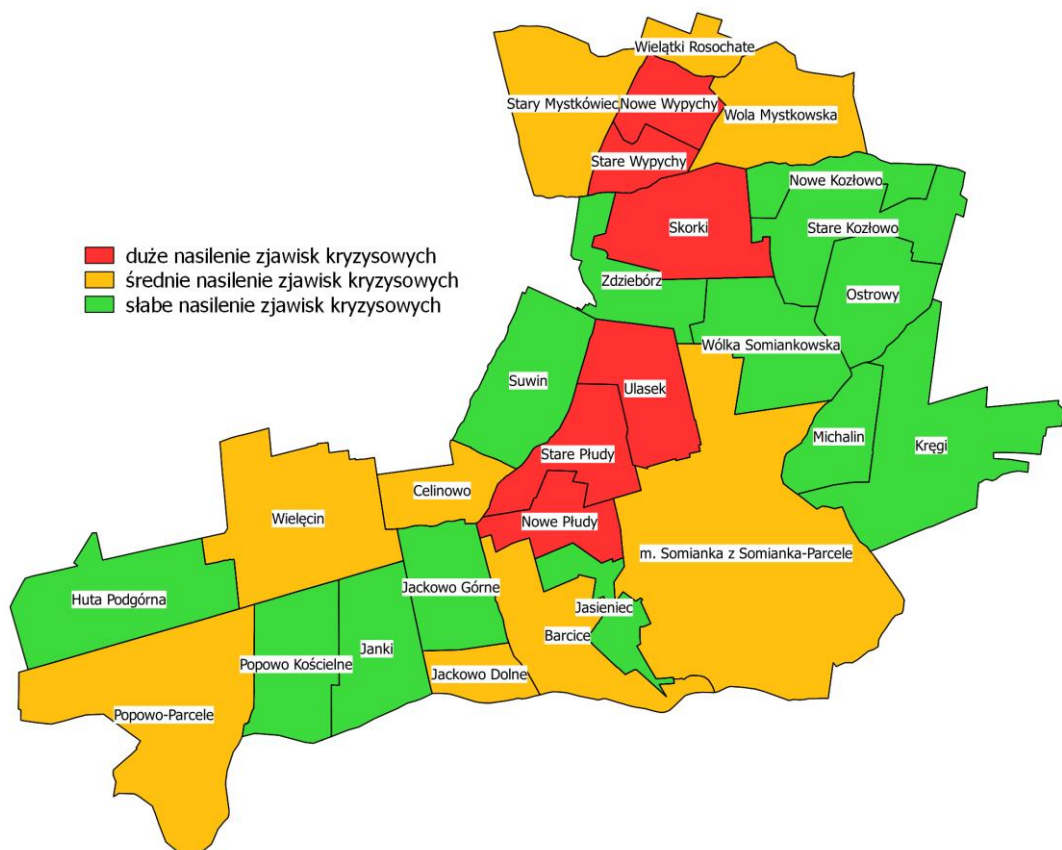 Wielątki Rosochate
Stary Mystkówiec
Nowe Wypychy
Wola Mystkowska
Stare Wypychy
Nowe Kozłowo
Skorki
Stare Kozłowo
duże nasilenie zjawisk kryzysowych
średnie nasilenie zjawisk kryzysowych
słabe nasilenie zjawisk kryzysowych
Zdziebórz
Ostrowy
Wólka Somiankowska
Suwin
Ulasek
Michalin
Kręgi
Stare Płudy
Celinowo
Wielęcin
Nowe Płudy
m. Somianka z Somianka-Parcele
Huta Podgórna
Jackowo Górne
Jasieniec
Barcice
Popowo Kościelne
Janki
Jackowo Dolne
Popowo-Parcele